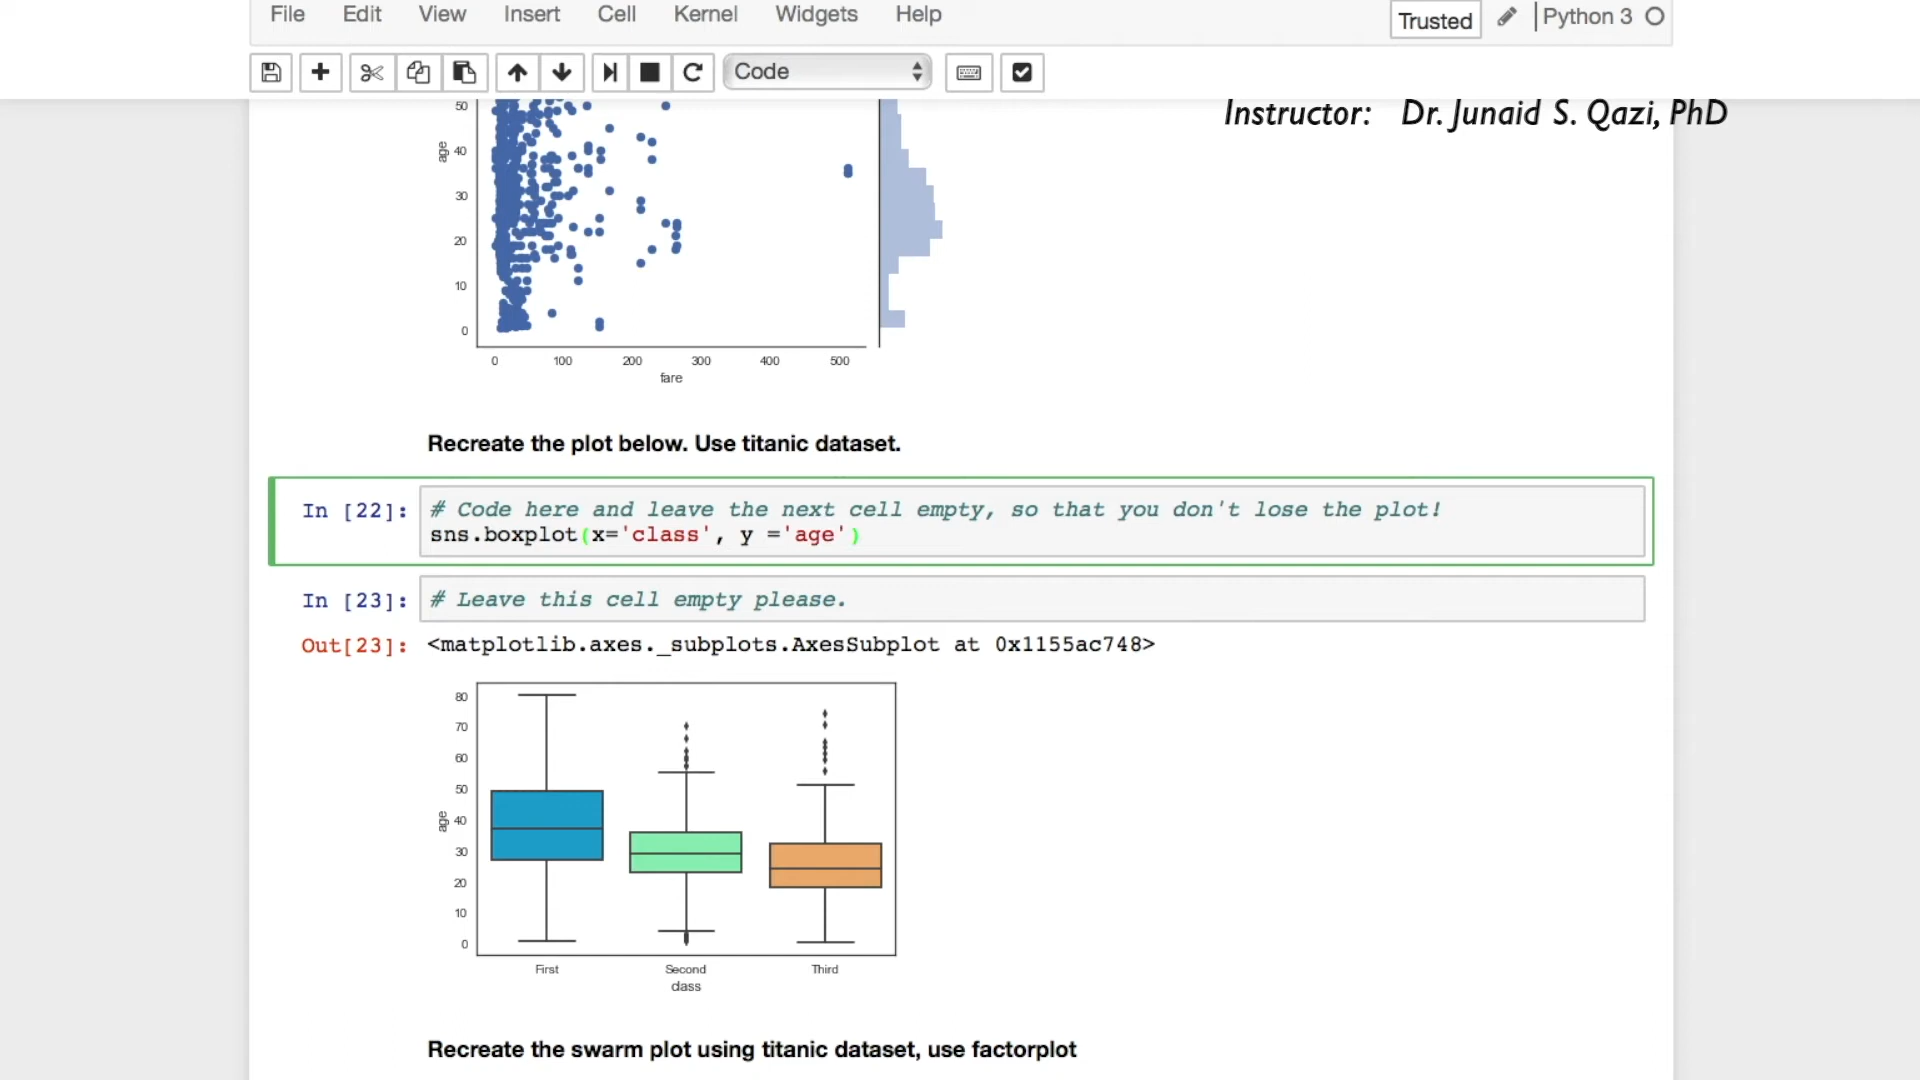 File Edit View Insert Cell Kernel Widgets Help
Trusted
Python 3
Code
Instructor: Dr. Junaid S. Qazi, PhD
50
40
30
20
10
0
age
0 100 200 300 400 500
fare
Recreate the plot below. Use titanic dataset.
In [22]: # Code here and leave the next cell empty, so that you don't lose the plot!
sns.boxplot(x='class', y ='age')
In [23]: # Leave this cell empty please.
Out[23]: <matplotlib.axes._subplots.AxesSubplot at 0x1155ac748>
80
70
60
50
40
30
20
10
0
age
First Second Third
class
Recreate the swarm plot using titanic dataset, use factorplot